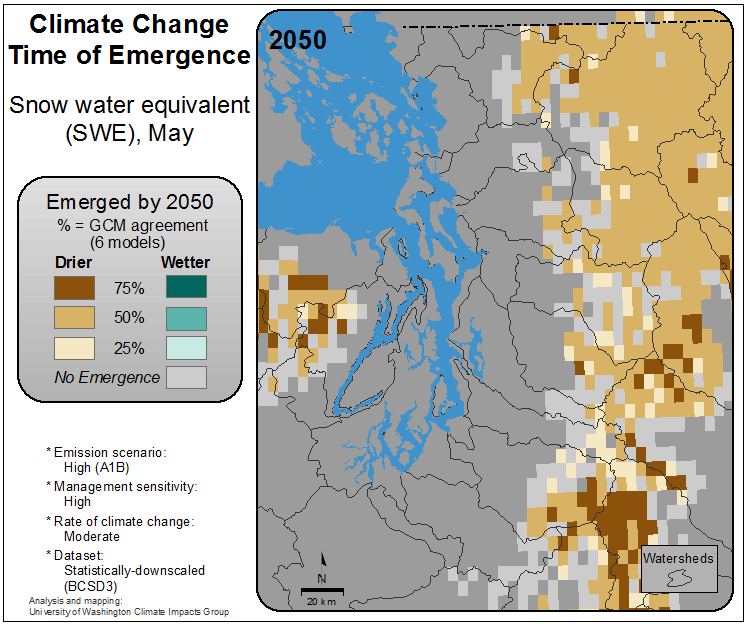 Climate Change
Time of Emergence
Snow water equivalent
(SWE), May
Emerged by 2050
% = GCM agreement
(6 models)
Drier Wetter
75%
50%
25%
No Emergence
* Emission scenario:
High (A1B)
* Management sensitivity:
High
* Rate of climate change:
Moderate
* Dataset:
Statistically-downscaled
(BCSD3)
Analysis and mapping:
University of Washington Climate Impacts Group
2050
N
20 km
Watersheds